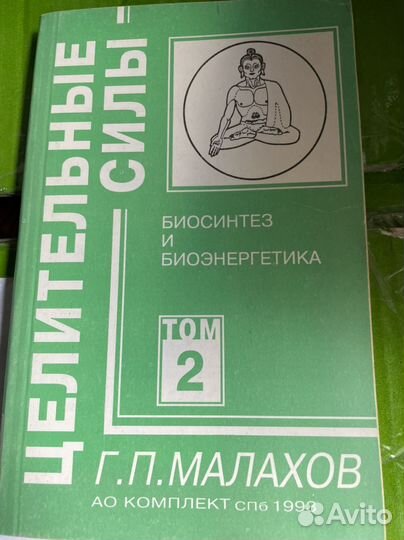 ЦЕЛИТЕЛЬНЫЕ
СИЛЫ
БИОСИНТЕЗ
И
БИОЭНЕРГЕТИКА
ТОМ
2
Г.П.МАЛАХОВ
АО КОМПЛЕКТ СПб
Avito